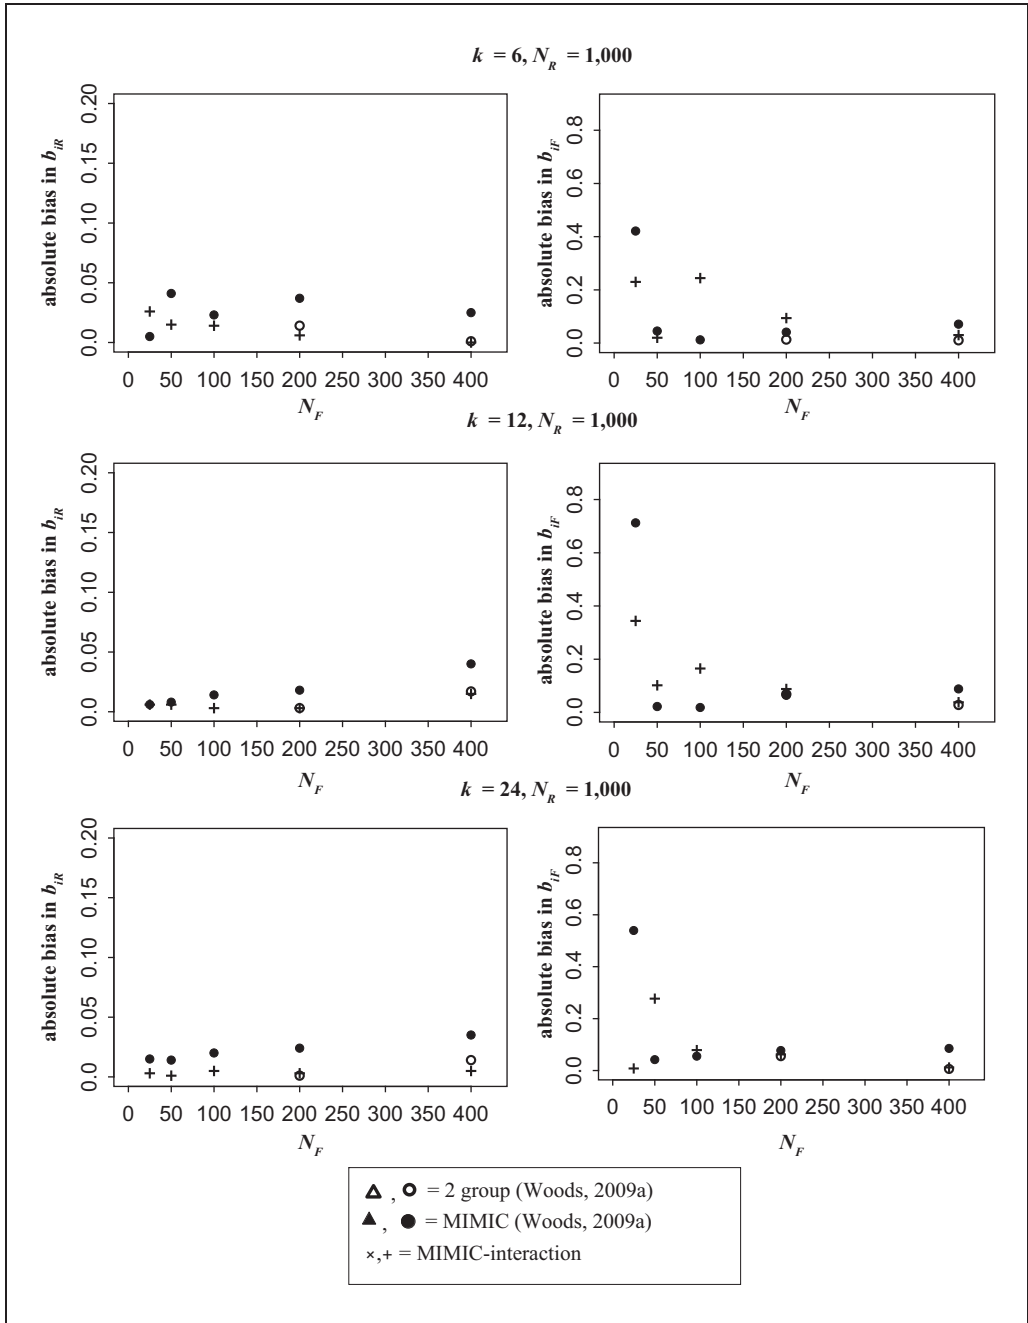 k = 6, N_R = 1,000
absolute bias in b_iR
0.00 0.05 0.10 0.15 0.20
0 50 100 150 200 250 300 350 400
N_F
absolute bias in b_iF
0.0 0.2 0.4 0.6 0.8
0 50 100 150 200 250 300 350 400
N_F
k = 12, N_R = 1,000
absolute bias in b_iR
0.00 0.05 0.10 0.15 0.20
0 50 100 150 200 250 300 350 400
N_F
absolute bias in b_iF
0.0 0.2 0.4 0.6 0.8
0 50 100 150 200 250 300 350 400
N_F
k = 24, N_R = 1,000
absolute bias in b_iR
0.00 0.05 0.10 0.15 0.20
0 50 100 150 200 250 300 350 400
N_F
absolute bias in b_iF
0.0 0.2 0.4 0.6 0.8
0 50 100 150 200 250 300 350 400
N_F
△ , ○ = 2 group (Woods, 2009a)
▲ , ● = MIMIC (Woods, 2009a)
×,+ = MIMIC-interaction